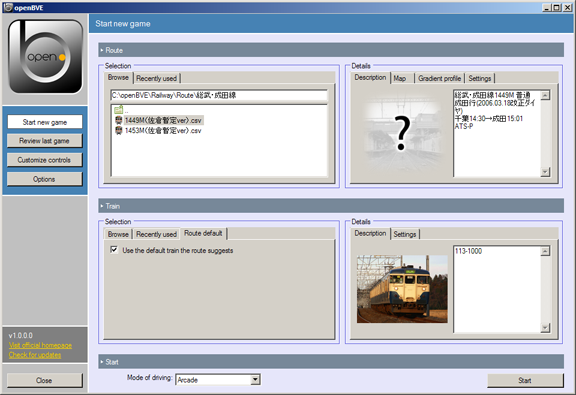 openBVE
open
Start new game
Start new game
Review last game
Customize controls
Options
v1.0.0.0
Visit official homepage
Check for updates
Close
Route
Selection
Browse
Recently used
C:\openBVE\Railway\Route\総武・成田線
..
1449M(佐倉暫定ver).csv
1453M(佐倉暫定ver).csv
Details
Description
Map
Gradient profile
Settings
?
総武・成田線1449M 普通
成田行(2006.03.18改正ダイ
ヤ)
千葉14:30→成田15:01
ATS-P
Train
Selection
Browse
Recently used
Route default
Use the default train the route suggests
Details
Description
Settings
113-1000
Start
Mode of driving:
Arcade
Start